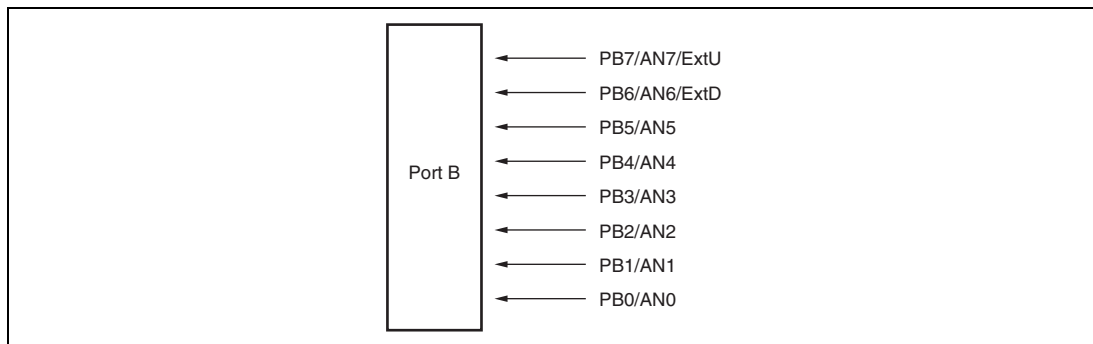 Port B
PB7/AN7/ExtU
PB6/AN6/ExtD
PB5/AN5
PB4/AN4
PB3/AN3
PB2/AN2
PB1/AN1
PB0/AN0